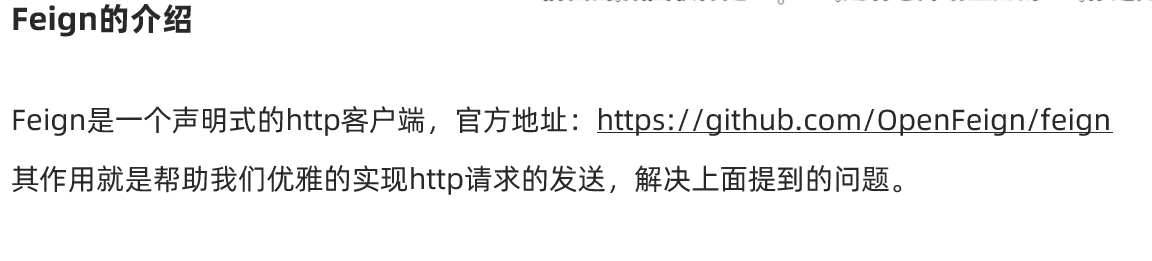 Feign的介绍
Feign是一个声明式的http客户端，官方地址：https://github.com/OpenFeign/feign
其作用就是帮助我们优雅的实现http请求的发送，解决上面提到的问题。